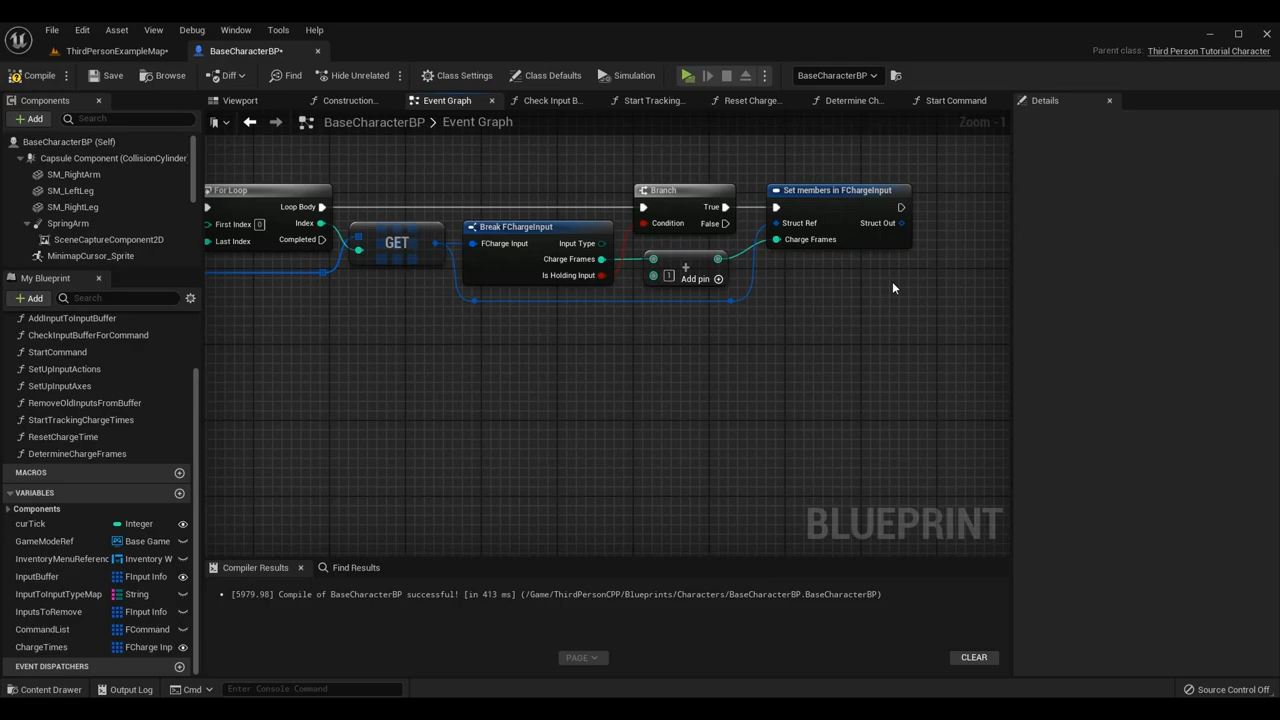 File Edit Asset View Debug Window Tools Help
ThirdPersonExampleMap•
BaseCharacterBP•
Parent class: Third Person Tutorial Character
Compile Save Browse Diff Find Hide Unrelated Class Settings Class Defaults Simulation BaseCharacterBP
Components
Viewport Construction... Event Graph Check Input B... Start Tracking... Reset Charge... Determine Ch... Start Command
Details
Add Search
BaseCharacterBP > Event Graph
Zoom -1
BaseCharacterBP (Self)
Capsule Component (CollisionCylinder
SM_RightArm
SM_LeftLeg
SM_RightLeg
SpringArm
SceneCaptureComponent2D
MinimapCursor_Sprite
For Loop
Loop Body
First Index 0 Index
Last Index Completed
GET
Break FChargeInput
FCharge Input Input Type
Charge Frames
Is Holding Input
Branch
True
Condition False
1
+
Add pin
Set members in FChargeInput
Struct Ref Struct Out
Charge Frames
My Blueprint
Add Search
AddInputToInputBuffer
CheckInputBufferForCommand
StartCommand
SetUpInputActions
SetUpInputAxes
RemoveOldInputsFromBuffer
StartTrackingChargeTimes
ResetChargeTime
DetermineChargeFrames
MACROS
VARIABLES
Components
curTick Integer
GameModeRef Base Game
InventoryMenuReferenc Inventory W
InputBuffer FInput Info
InputToInputTypeMap String
InputsToRemove FInput Info
CommandList FCommand
ChargeTimes FCharge Inp
EVENT DISPATCHERS
BLUEPRINT
Compiler Results Find Results
• [5979.98] Compile of BaseCharacterBP successful! [in 413 ms] (/Game/ThirdPersonCPP/Blueprints/Characters/BaseCharacterBP.BaseCharacterBP)
PAGE
CLEAR
Content Drawer Output Log Cmd Enter Console Command
Source Control Off